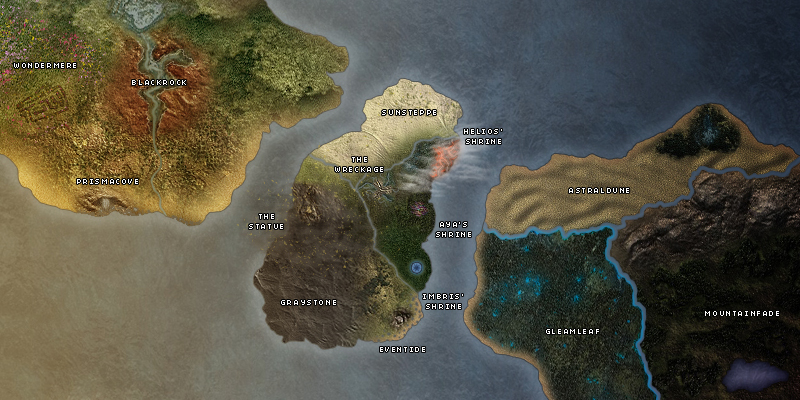 WONDERMERE
BLACKROCK
SUNSTEPPE
HELIOS'
SHRINE
THE
WRECKAGE
PRISMACOVE
ASTRALDUNE
THE
STATUE
AYA'S
SHRINE
IMBRIS'
SHRINE
GRAYSTONE
MOUNTAINFADE
GLEAMLEAF
EVENTIDE